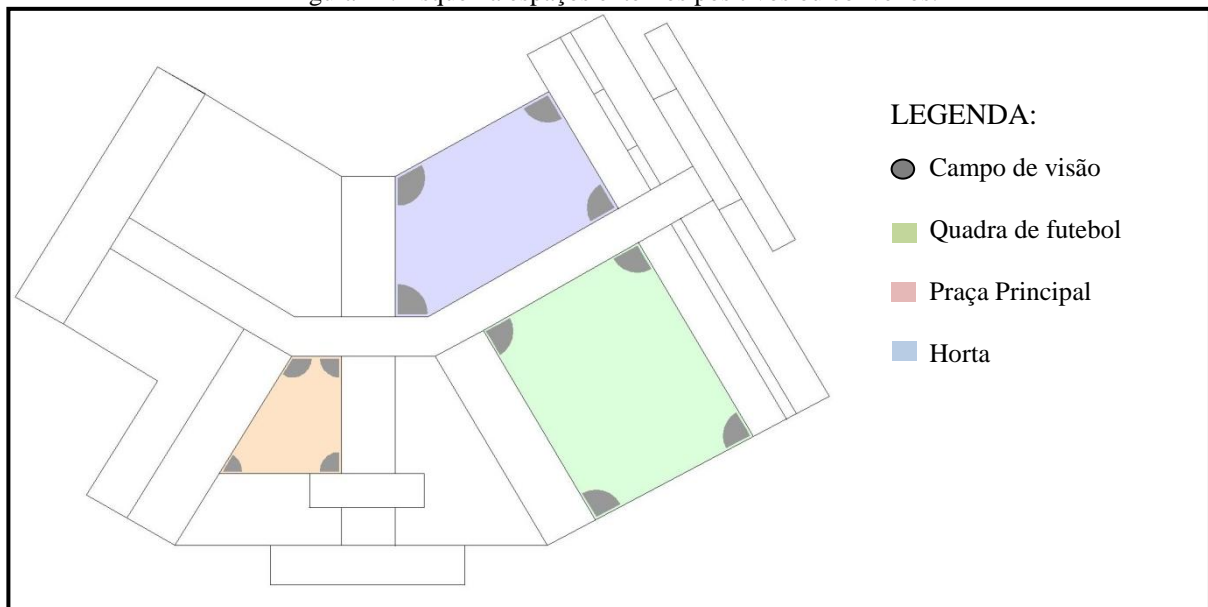 LEGENDA:
Campo de visão
Quadra de futebol
Praça Principal
Horta